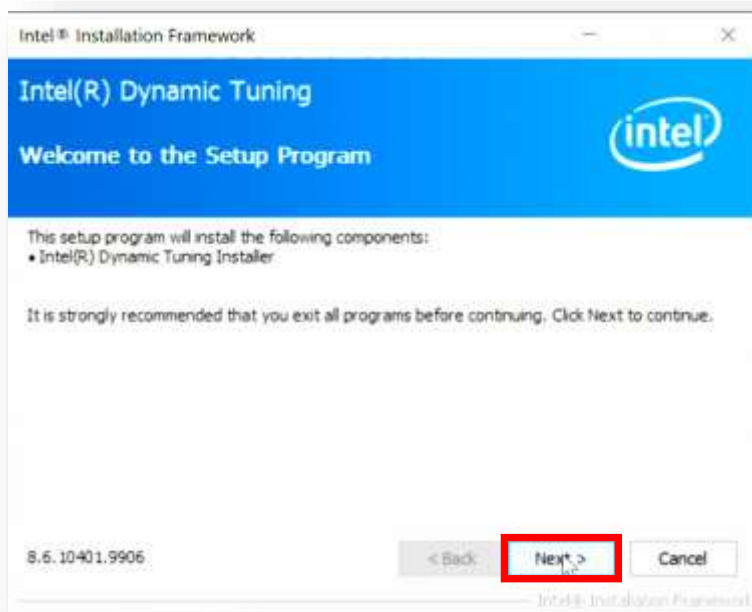 Intel® Installation Framework
Intel(R) Dynamic Tuning
intel
Welcome to the Setup Program
This setup program will install the following components:
• Intel(R) Dynamic Tuning Installer
It is strongly recommended that you exit all programs before continuing. Click Next to continue.
8.6.10401.9906
< Back
Next >
Cancel
Intel® Installation Framework